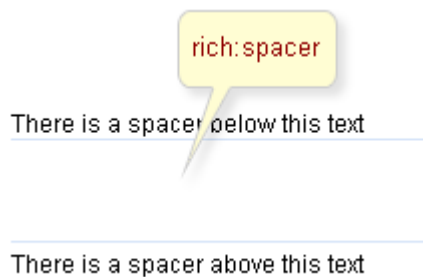 rich:spacer
There is a spacer below this text
There is a spacer above this text